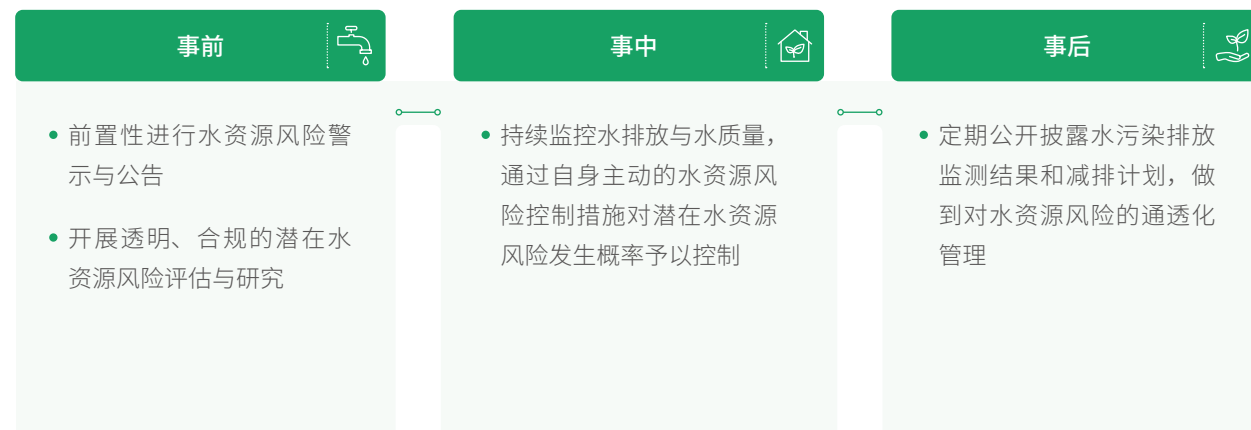 事前
前置性进行水资源风险警
示与公告
开展透明、合规的潜在水
资源风险评估与研究
事中
持续监控水排放与水质量，
通过自身主动的水资源风
险控制措施对潜在水资源
风险发生概率予以控制
事后
定期公开披露水污染排放
监测结果和减排计划，做
到对水资源风险的通透化
管理